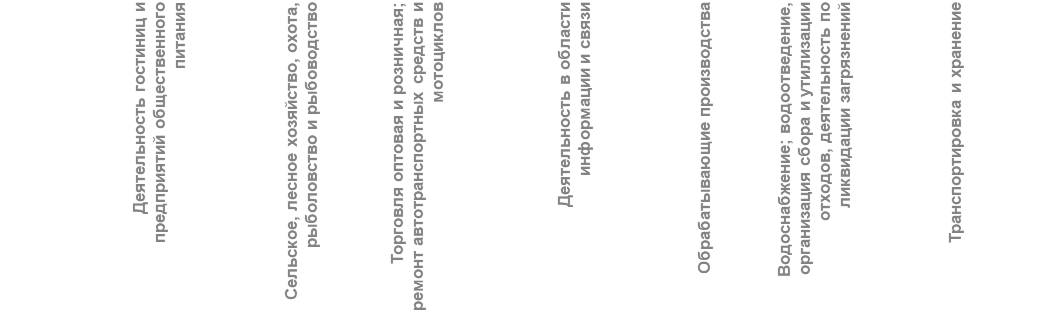 Деятельность гостиниц и
предприятий общественного
питания
Сельское, лесное хозяйство, охота,
рыболовство и рыбоводство
Торговля оптовая и розничная;
ремонт автотранспортных средств и
мотоциклов
Деятельность в области
информации и связи
Обрабатывающие производства
Водоснабжение; водоотведение,
организация сбора и утилизации
отходов, деятельность по
ликвидации загрязнений
Транспортировка и хранение